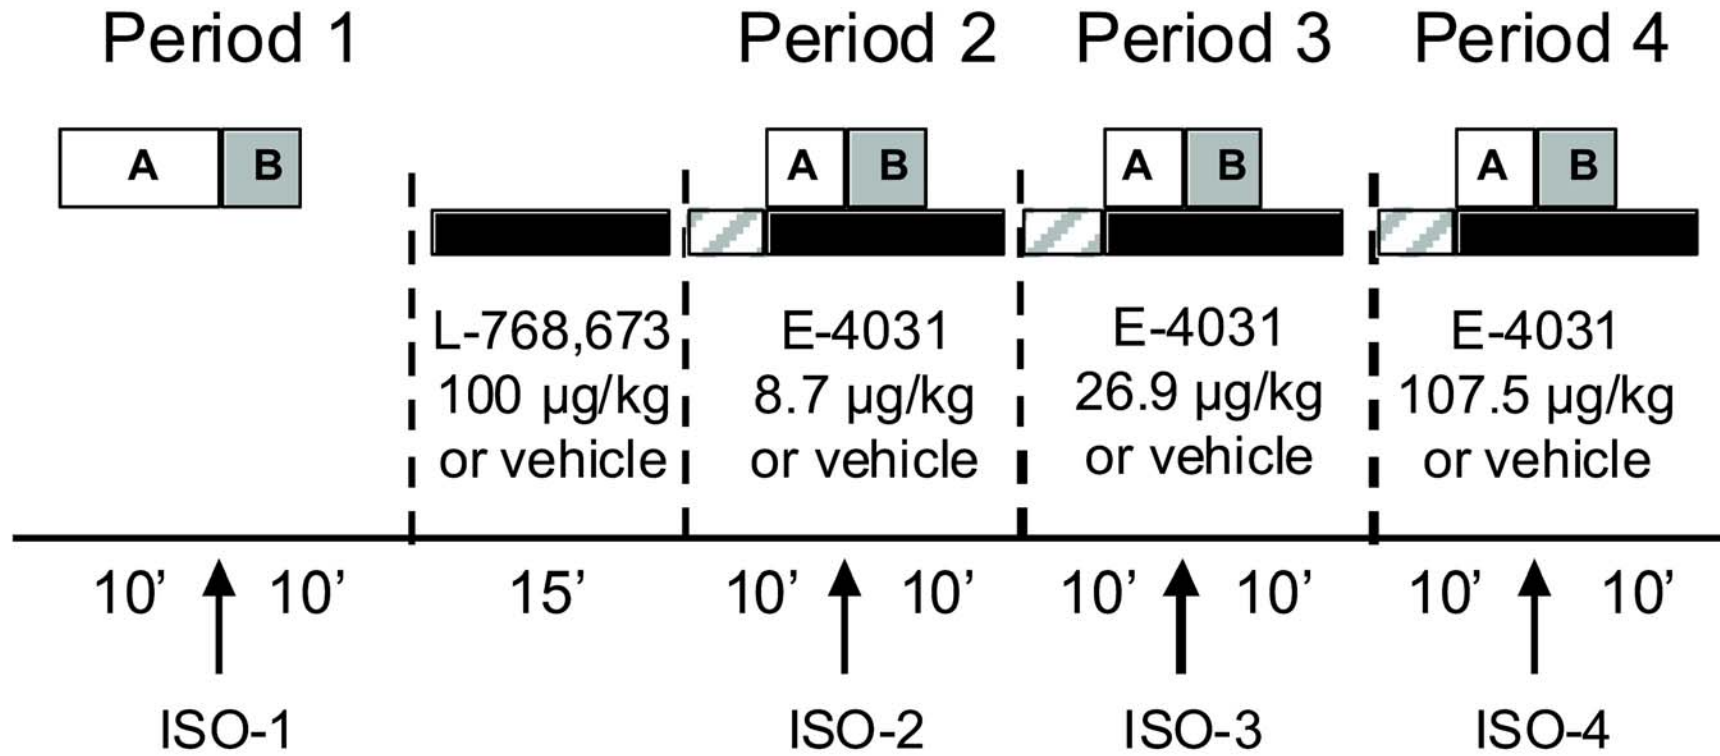 Period 1
Period 2
Period 3
Period 4
A
B
A
B
A
B
A
B
L-768,673
100 µg/kg
or vehicle
E-4031
8.7 µg/kg
or vehicle
E-4031
26.9 µg/kg
or vehicle
E-4031
107.5 µg/kg
or vehicle
10’
10’
15’
10’
10’
10’
10’
10’
10’
ISO-1
ISO-2
ISO-3
ISO-4